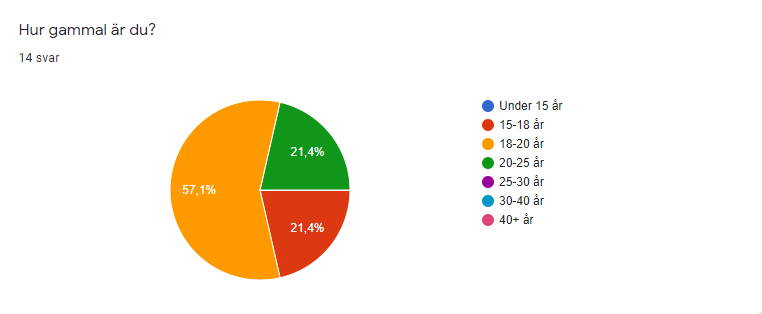 Hur gammal är du?
14 svar
21,4%
57,1%
21,4%
Under 15 år
15-18 år
18-20 år
20-25 år
25-30 år
30-40 år
40+ år